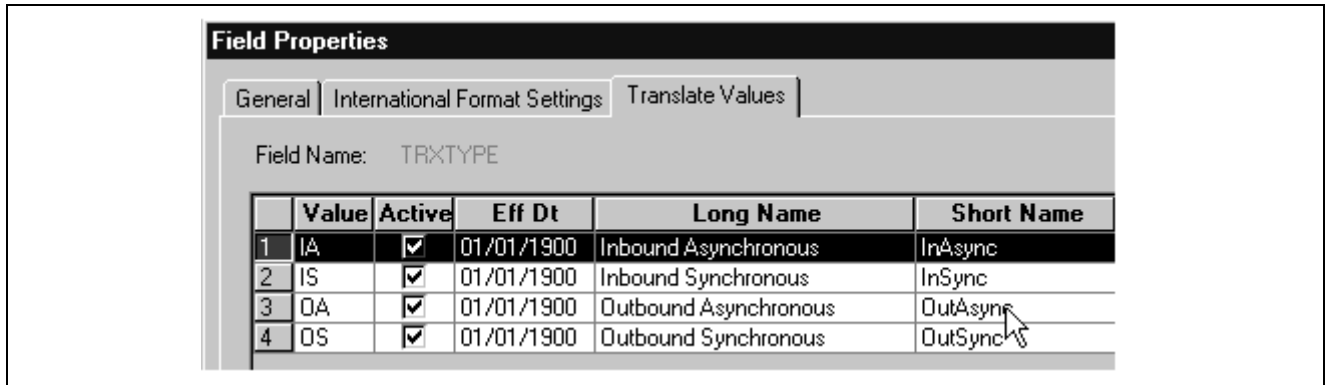 Field Properties
General International Format Settings Translate Values
Field Name: TRXTYPE
Value Active Eff Dt Long Name Short Name
1 IA 01/01/1900 Inbound Asynchronous InAsync
2 IS 01/01/1900 Inbound Synchronous InSync
3 OA 01/01/1900 Outbound Asynchronous OutAsync
4 OS 01/01/1900 Outbound Synchronous OutSync